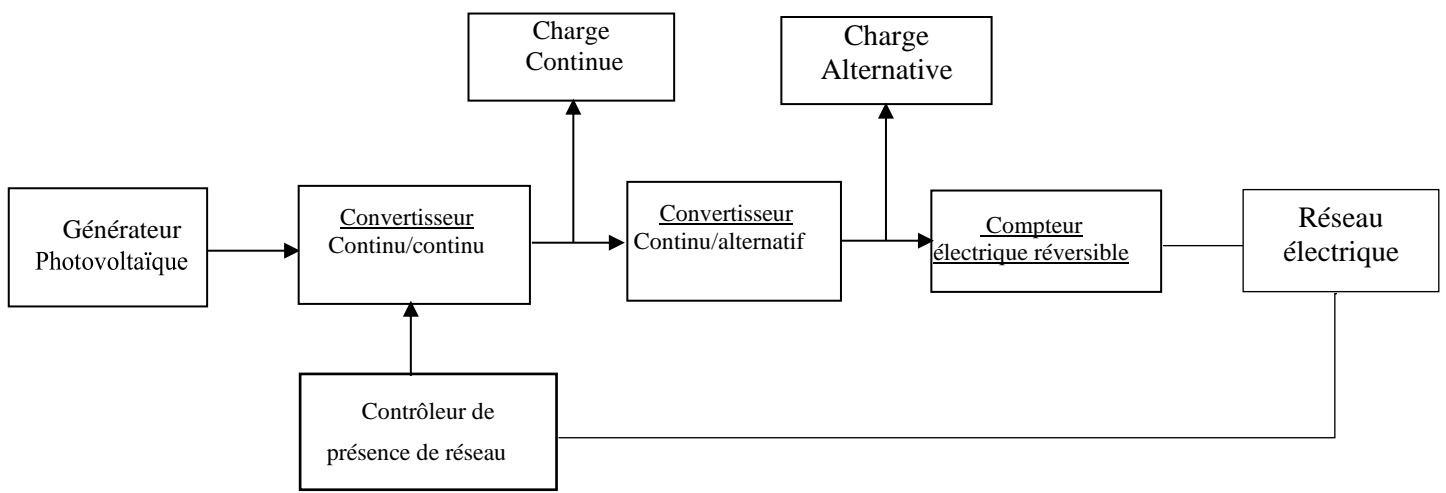 Charge
Continue
Charge
Alternative
Générateur
Photovoltaïque
Convertisseur
Continu/continu
Convertisseur
Continu/alternatif
Compteur
électrique réversible
Réseau
électrique
Contrôleur de
présence de réseau